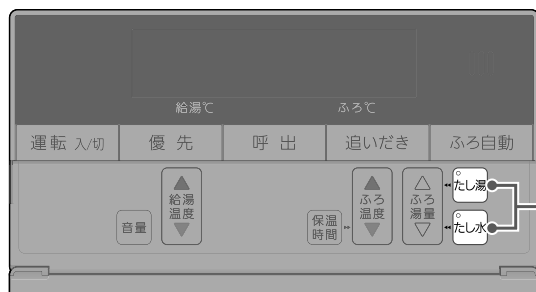 給湯℃ ふろ℃
運転 入/切 優先 呼出 追いだき ふろ自動
給湯
温度
音量
保温
時間
ふろ
温度
ふろ
湯量
たし湯
たし水